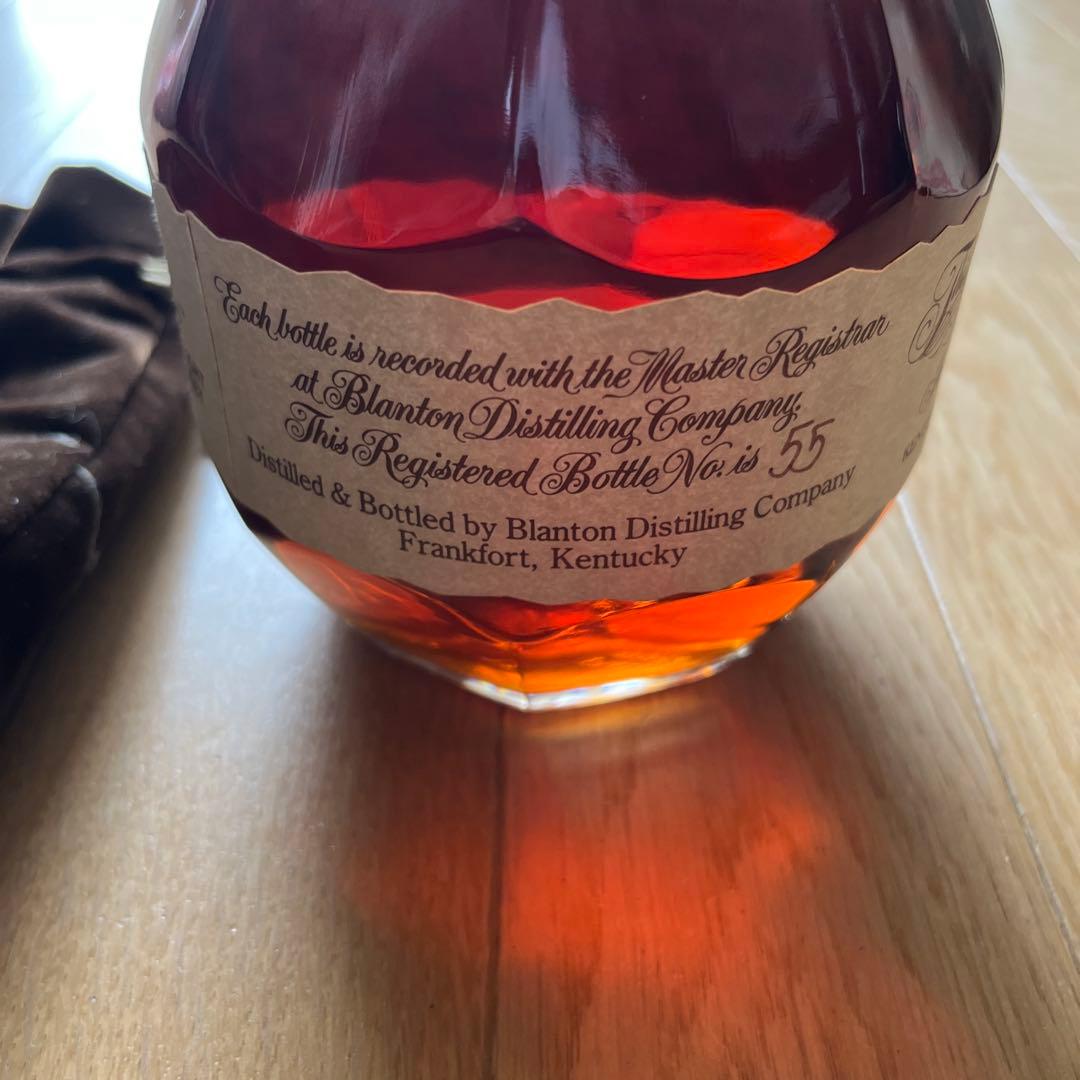 Each bottle is recorded with the Master Registrar
at Blanton Distilling Company.
This Registered Bottle No. is 55
Distilled & Bottled by Blanton Distilling Company
Frankfort, Kentucky